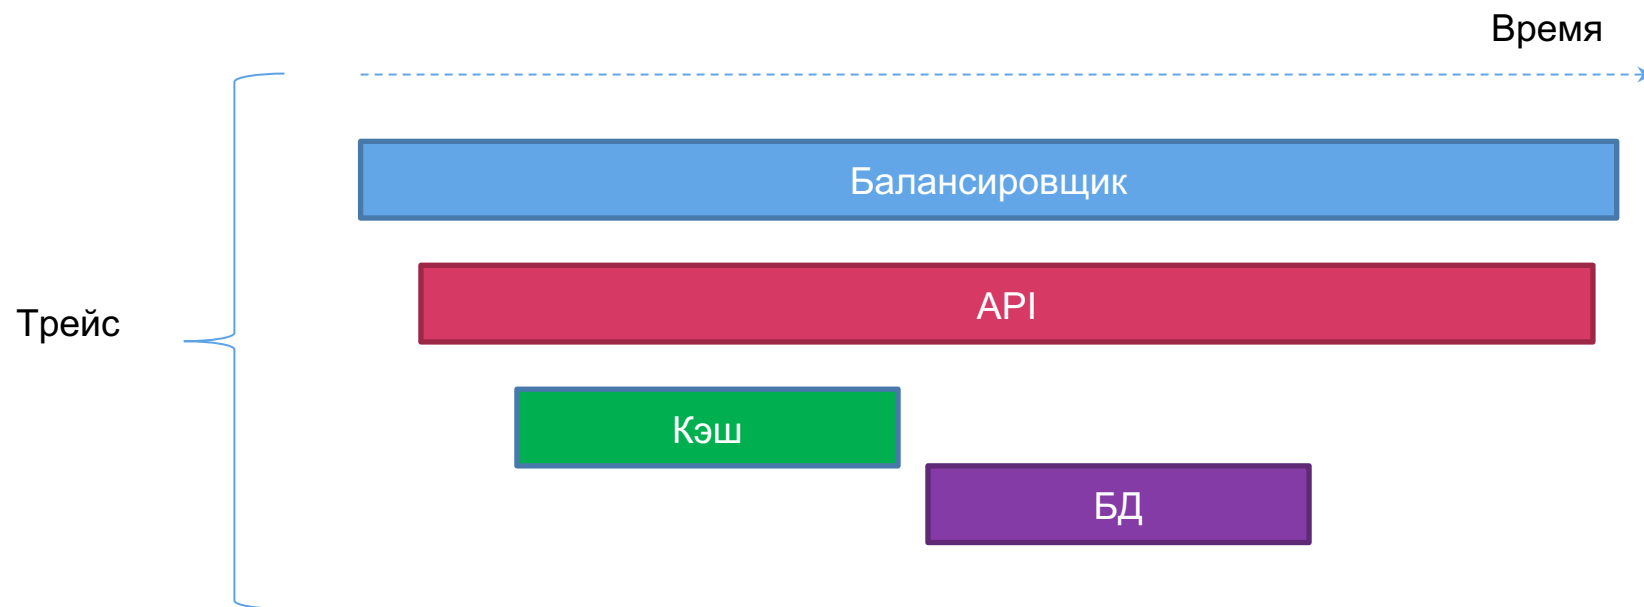 Время
Балансировщик
API
Трейс
Кэш
БД